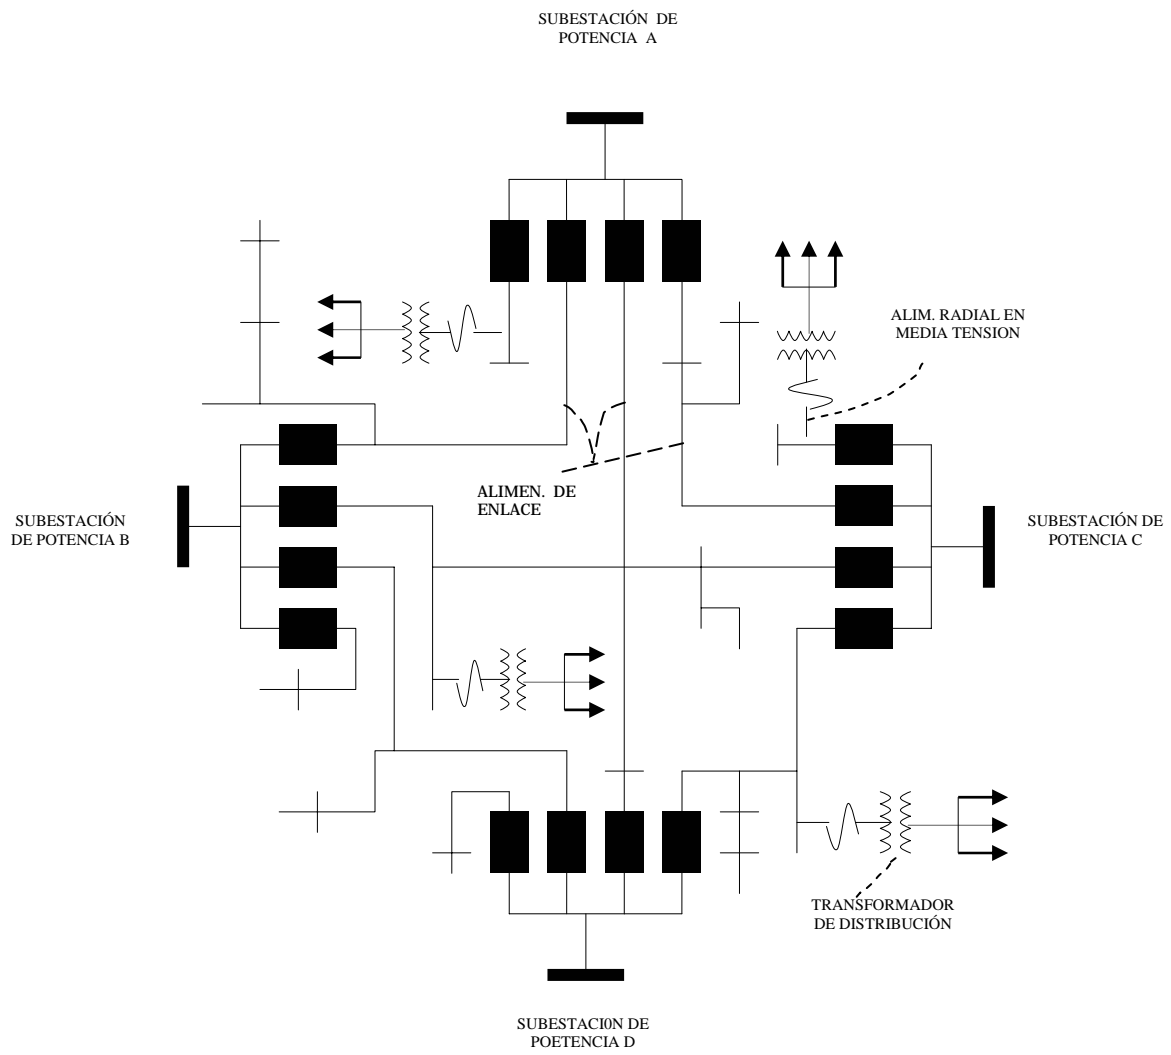 SUBESTACIÓN DE
POTENCIA A
ALIM. RADIAL EN
MEDIA TENSION
ALIMEN. DE
ENLACE
SUBESTACIÓN
DE POTENCIA B
SUBESTACIÓN DE
POTENCIA C
TRANSFORMADOR
DE DISTRIBUCIÓN
SUBESTACI0N DE
POETENCIA D